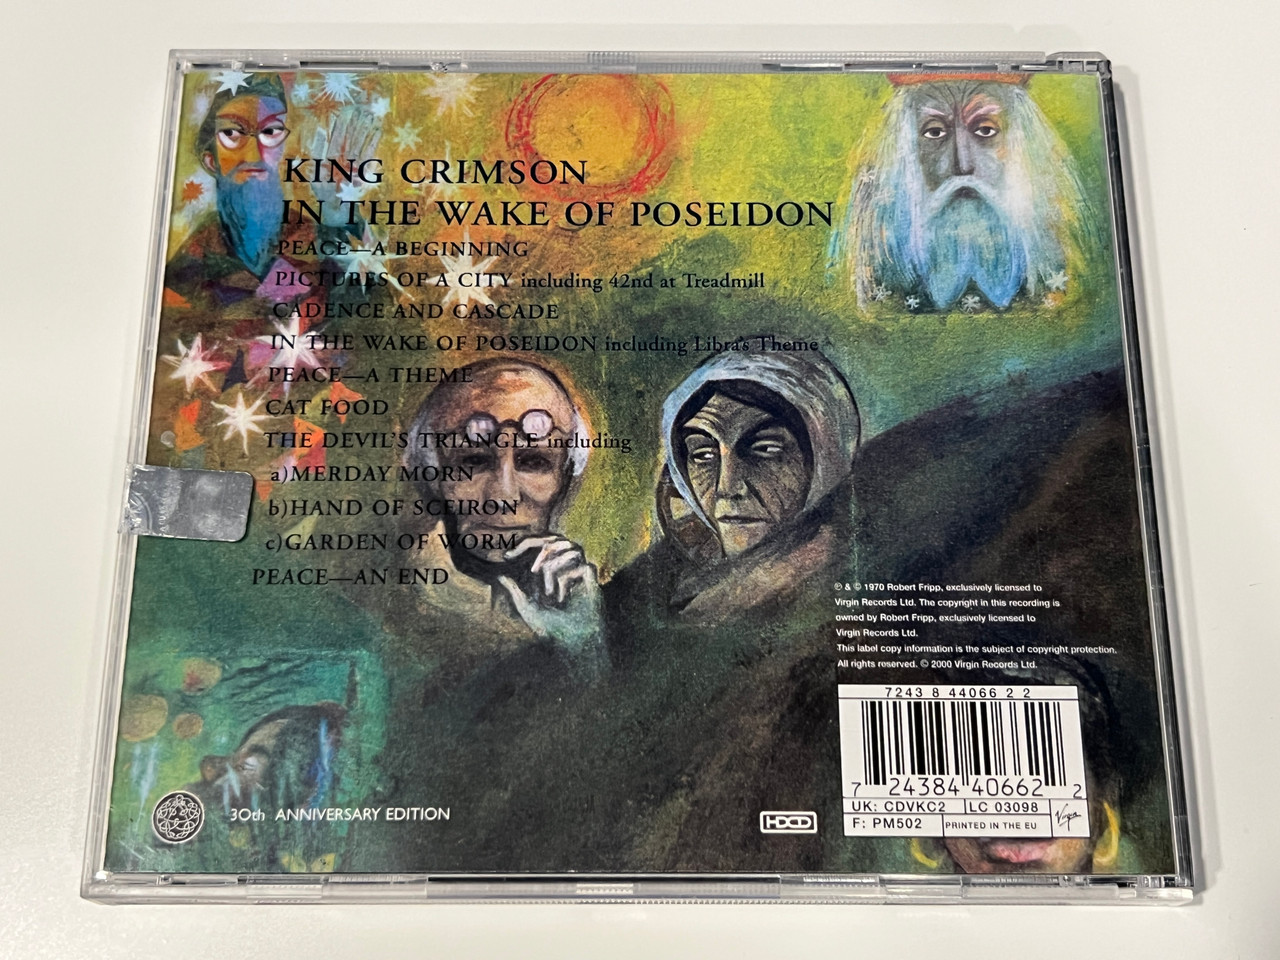 KING CRIMSON
IN THE WAKE OF POSEIDON
PEACE—A BEGINNING
PICTURES OF A CITY including 42nd at Treadmill
CADENCE AND CASCADE
IN THE WAKE OF POSEIDON including Libra's Theme
PEACE—A THEME
CAT FOOD
THE DEVIL'S TRIANGLE including
a)MERDAY MORN
b)HAND OF SCEIRON
c)GARDEN OF WORM
PEACE—AN END
℗ & © 1970 Robert Fripp, exclusively licensed to
Virgin Records Ltd. The copyright in this recording is
owned by Robert Fripp, exclusively licensed to
Virgin Records Ltd.
This label copy information is the subject of copyright protection.
All rights reserved. © 2000 Virgin Records Ltd.
7243 8 44066 2 2
7 24384 40662 2
UK: CDVKC2 LC 03098
F: PM502 PRINTED IN THE EU Virgin
30th ANNIVERSARY EDITION
HDCD